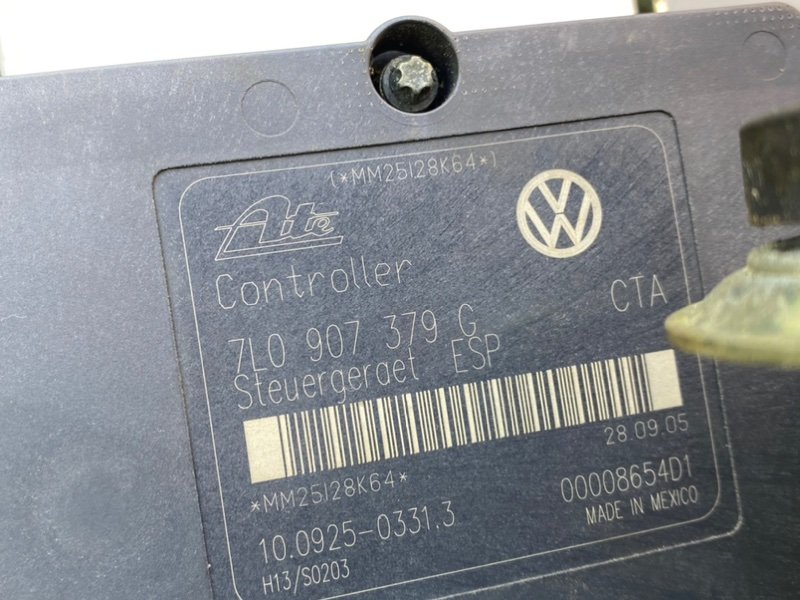 (*MM25I28K64*)
Ate
VW
Controller
CTA
7L0 907 379 G
Steuergeraet ESP
28.09.05
*MM25I28K64*
00008654D1
10.0925-0331.3
MADE IN MEXICO
H13/S0203